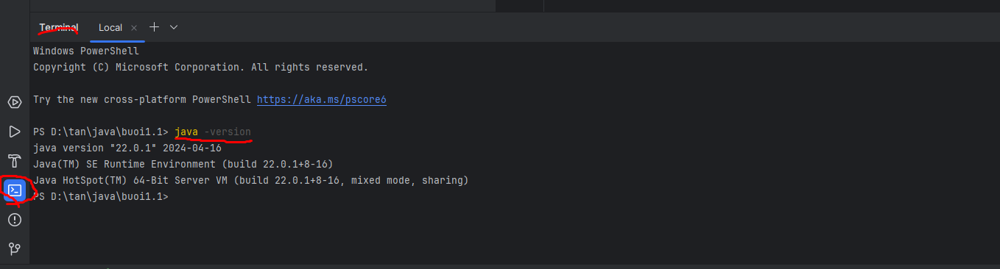 Terminal Local
Windows PowerShell
Copyright (C) Microsoft Corporation. All rights reserved.
Try the new cross-platform PowerShell https://aka.ms/pscore6
PS D:\tan\java\buoi1.1> java -version
java version "22.0.1" 2024-04-16
Java(TM) SE Runtime Environment (build 22.0.1+8-16)
Java HotSpot(TM) 64-Bit Server VM (build 22.0.1+8-16, mixed mode, sharing)
PS D:\tan\java\buoi1.1>